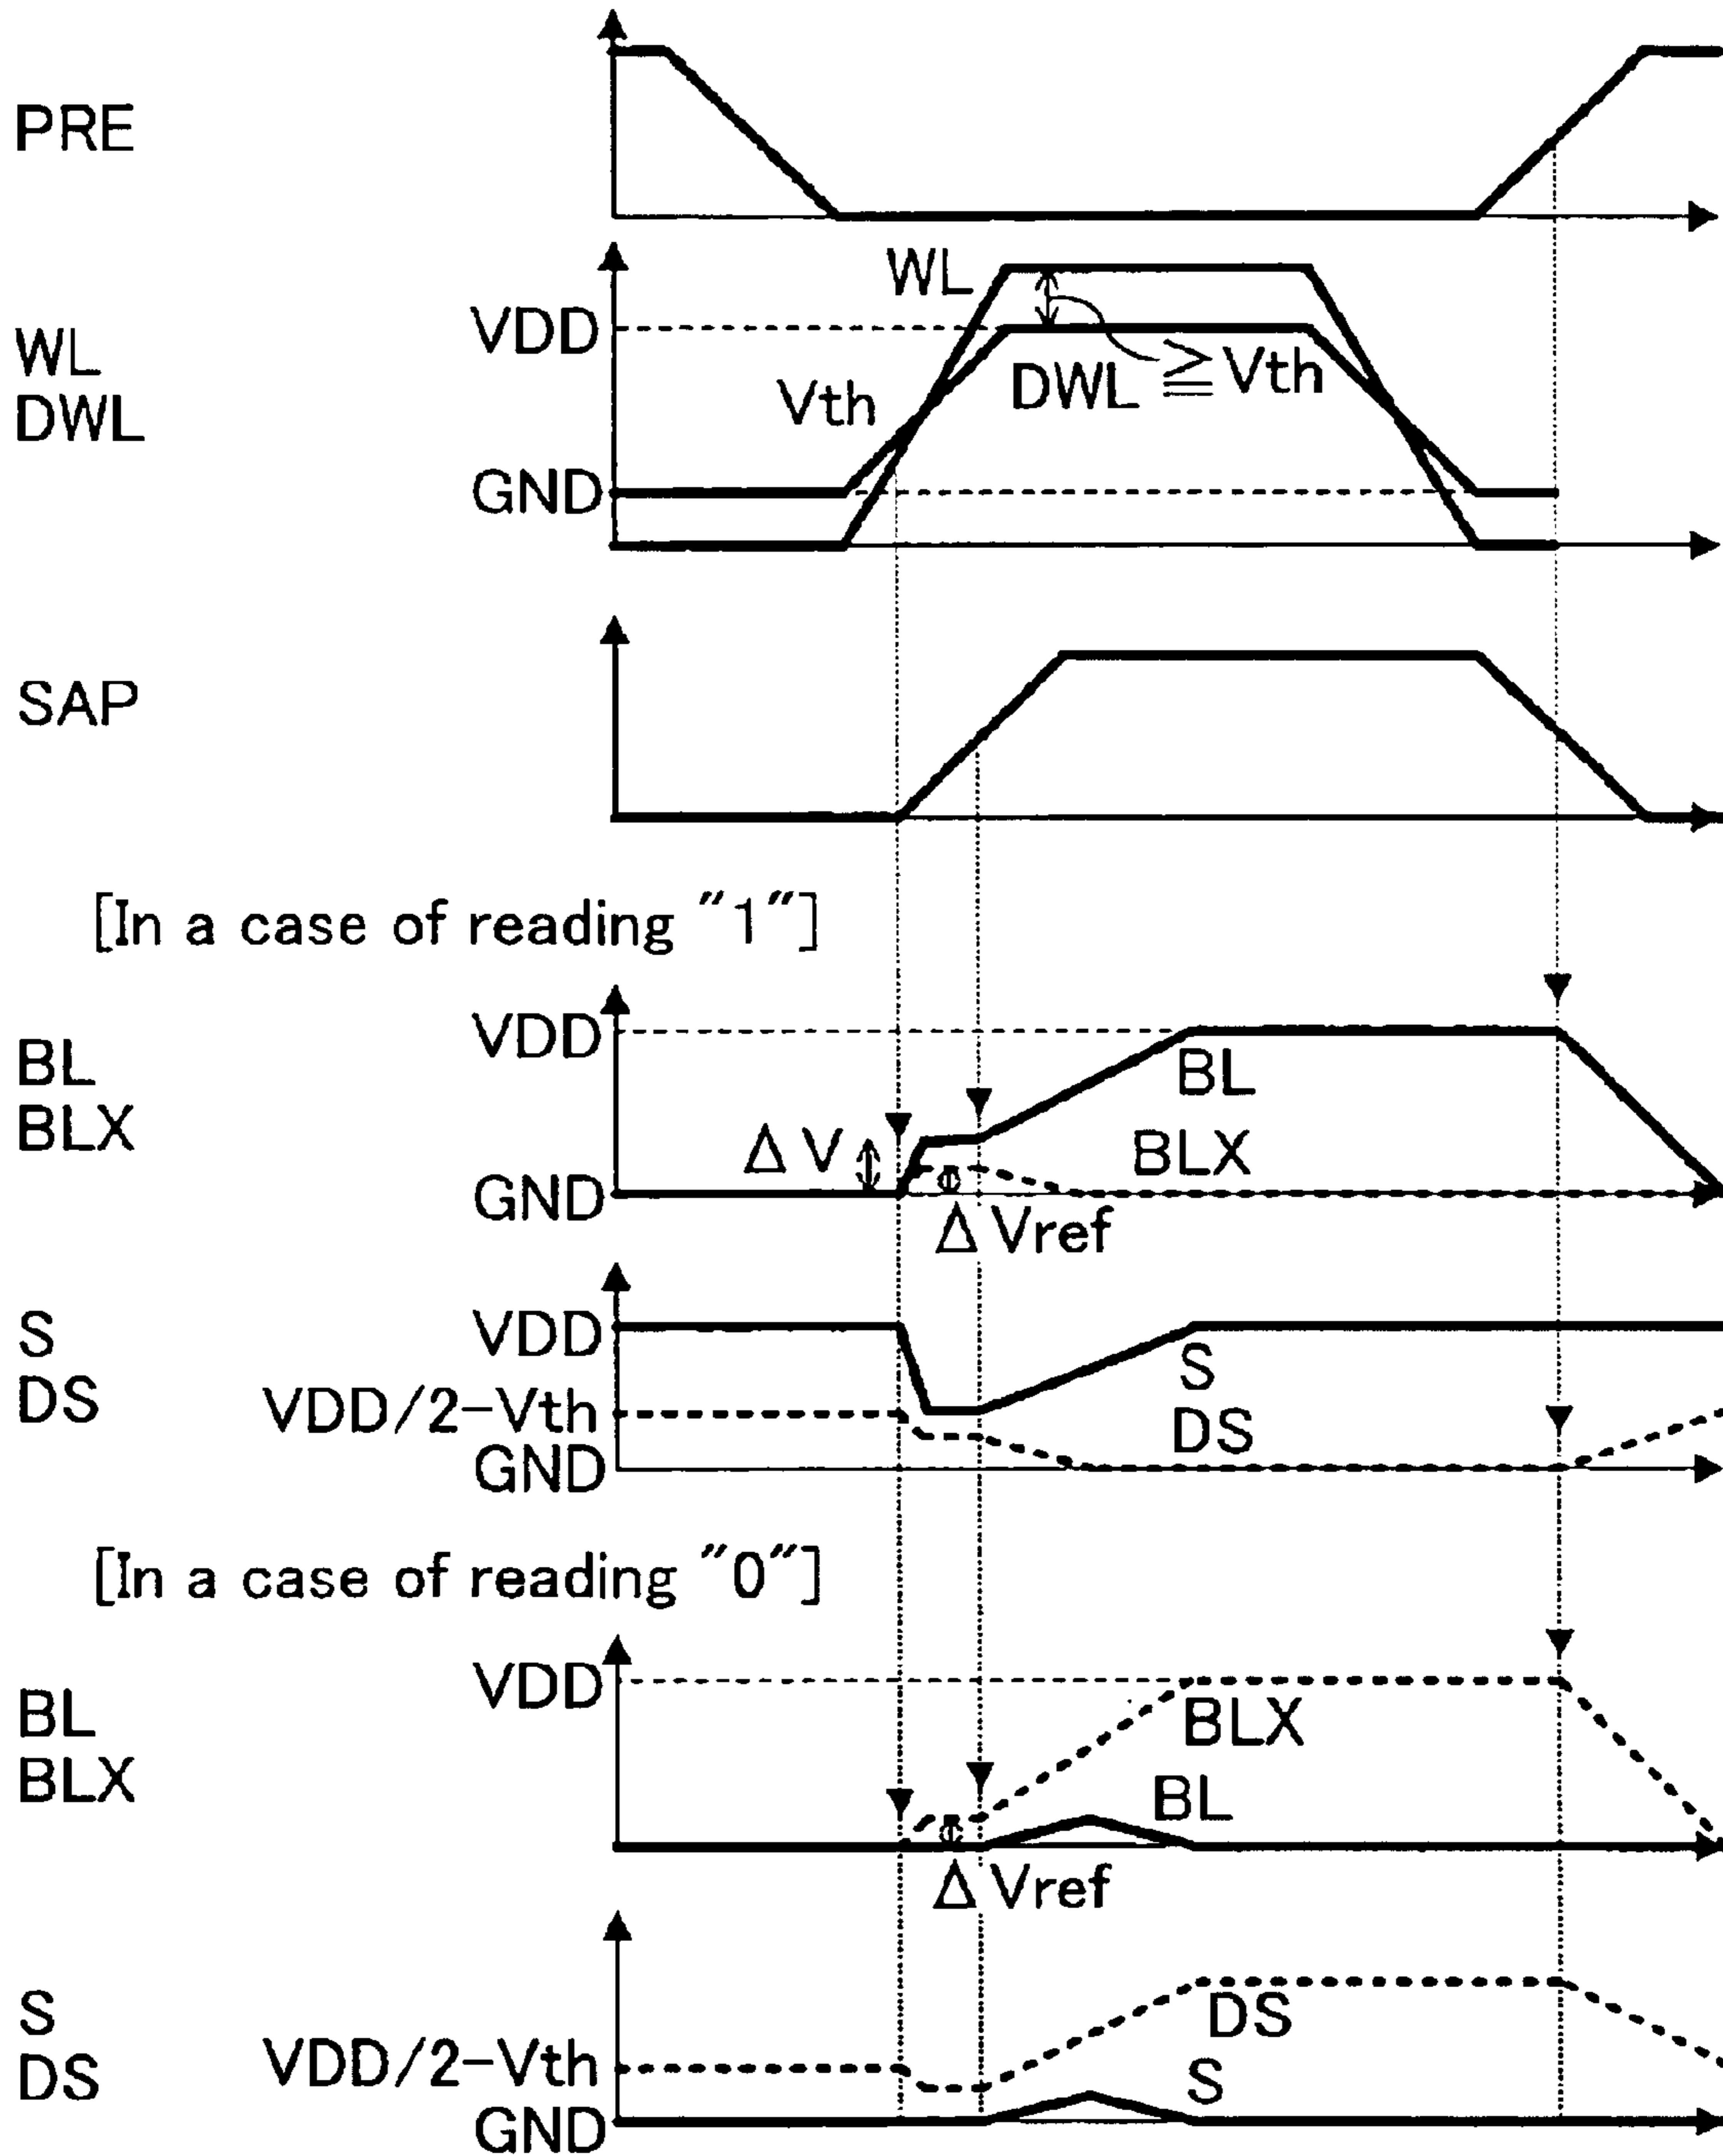 PRE
WL
VDD
WL
DWL
Vth
DWL ≧Vth
GND
SAP
[In a case of reading ″1″]
VDD
BL
BLX
BL
BLX
ΔV
GND
ΔVref
S
DS
VDD
S
VDD/2-Vth
DS
GND
[In a case of reading ″0″]
VDD
BL
BLX
BLX
BL
ΔVref
S
DS
DS
VDD/2-Vth
S
GND